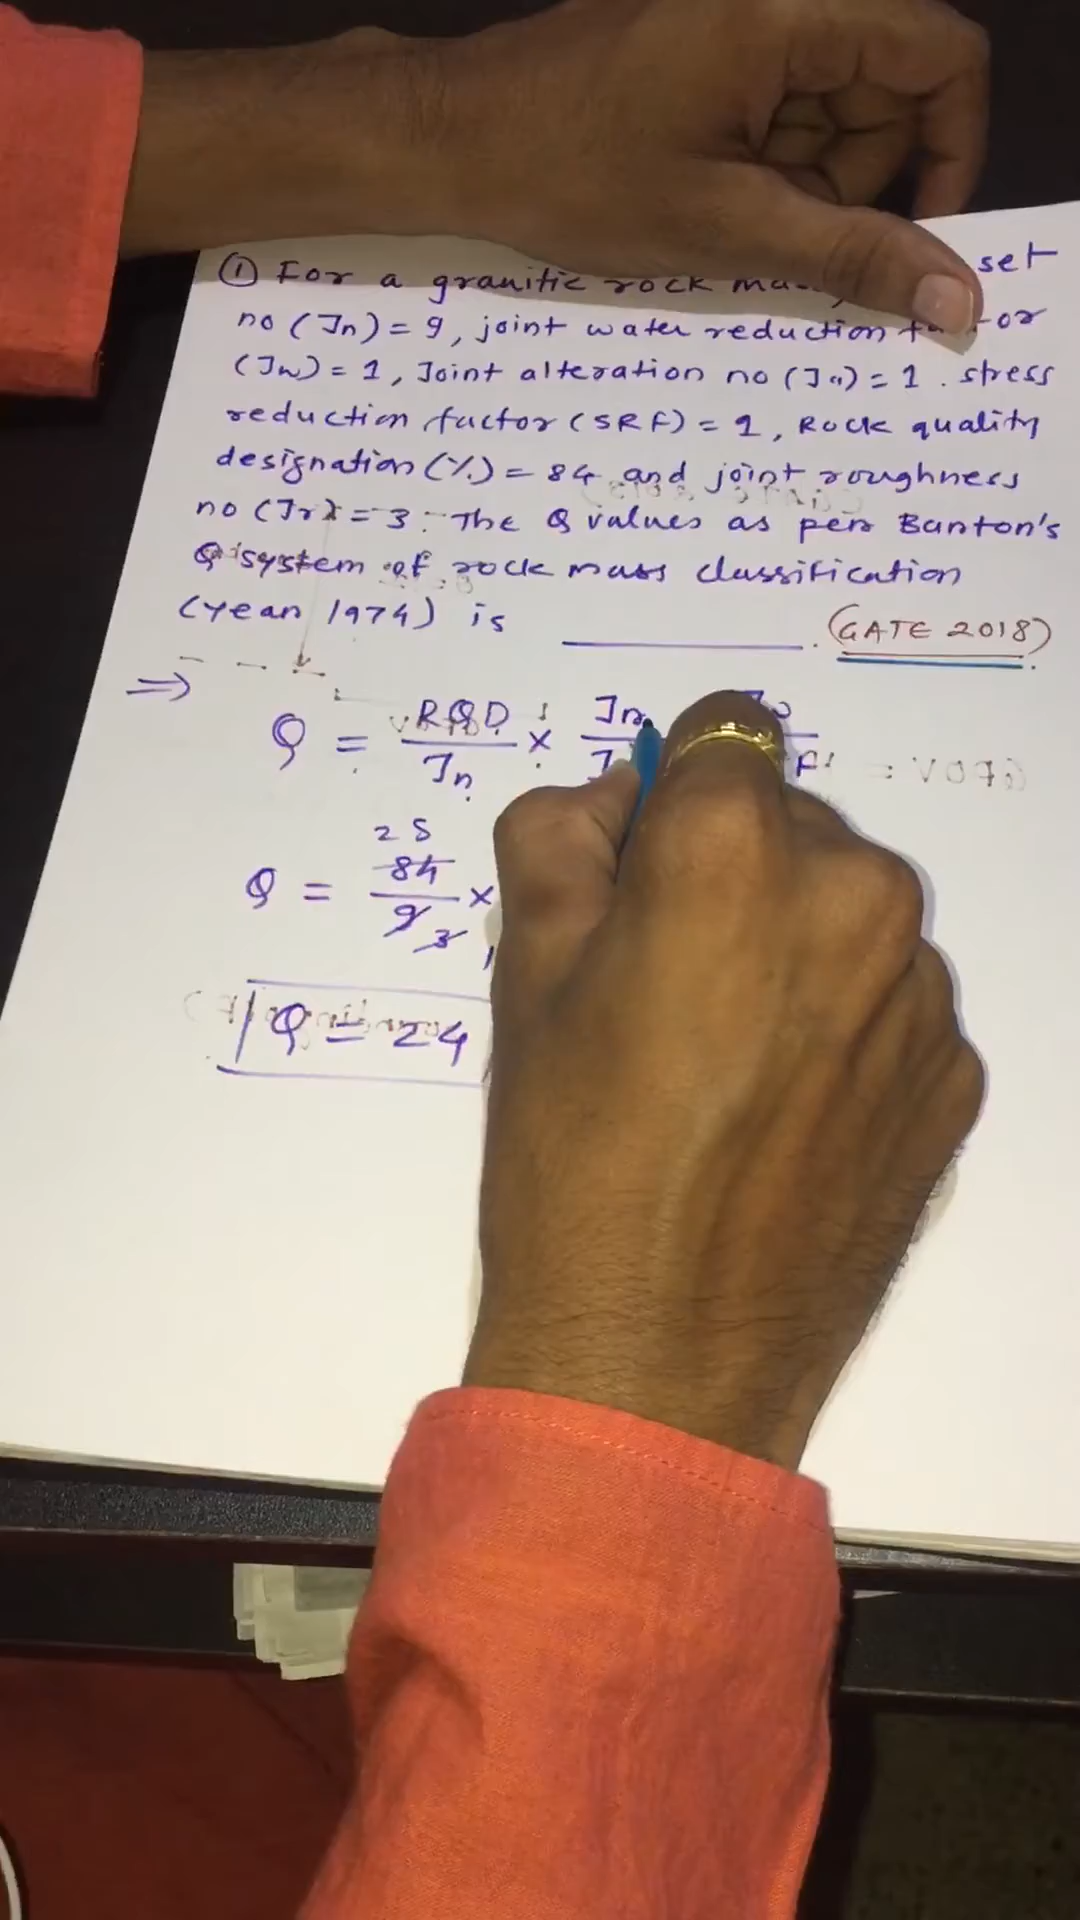 ① For a granitic rock set
no (Jn) = 9, joint water reduction
(Jw) = 1, Joint alteration no (Ja) = 1. stress
reduction factor (SRF) = 1, Rock quality
designation (%) = 84 and joint roughness
no (Jr) = 3. The Q values as per Barton's
Q system of rock mass classification
(year 1974) is ________. (GATE 2018)
⇒
Q = RQD/Jn × Jr
28
Q = 84/9 ×
3
Q = 24